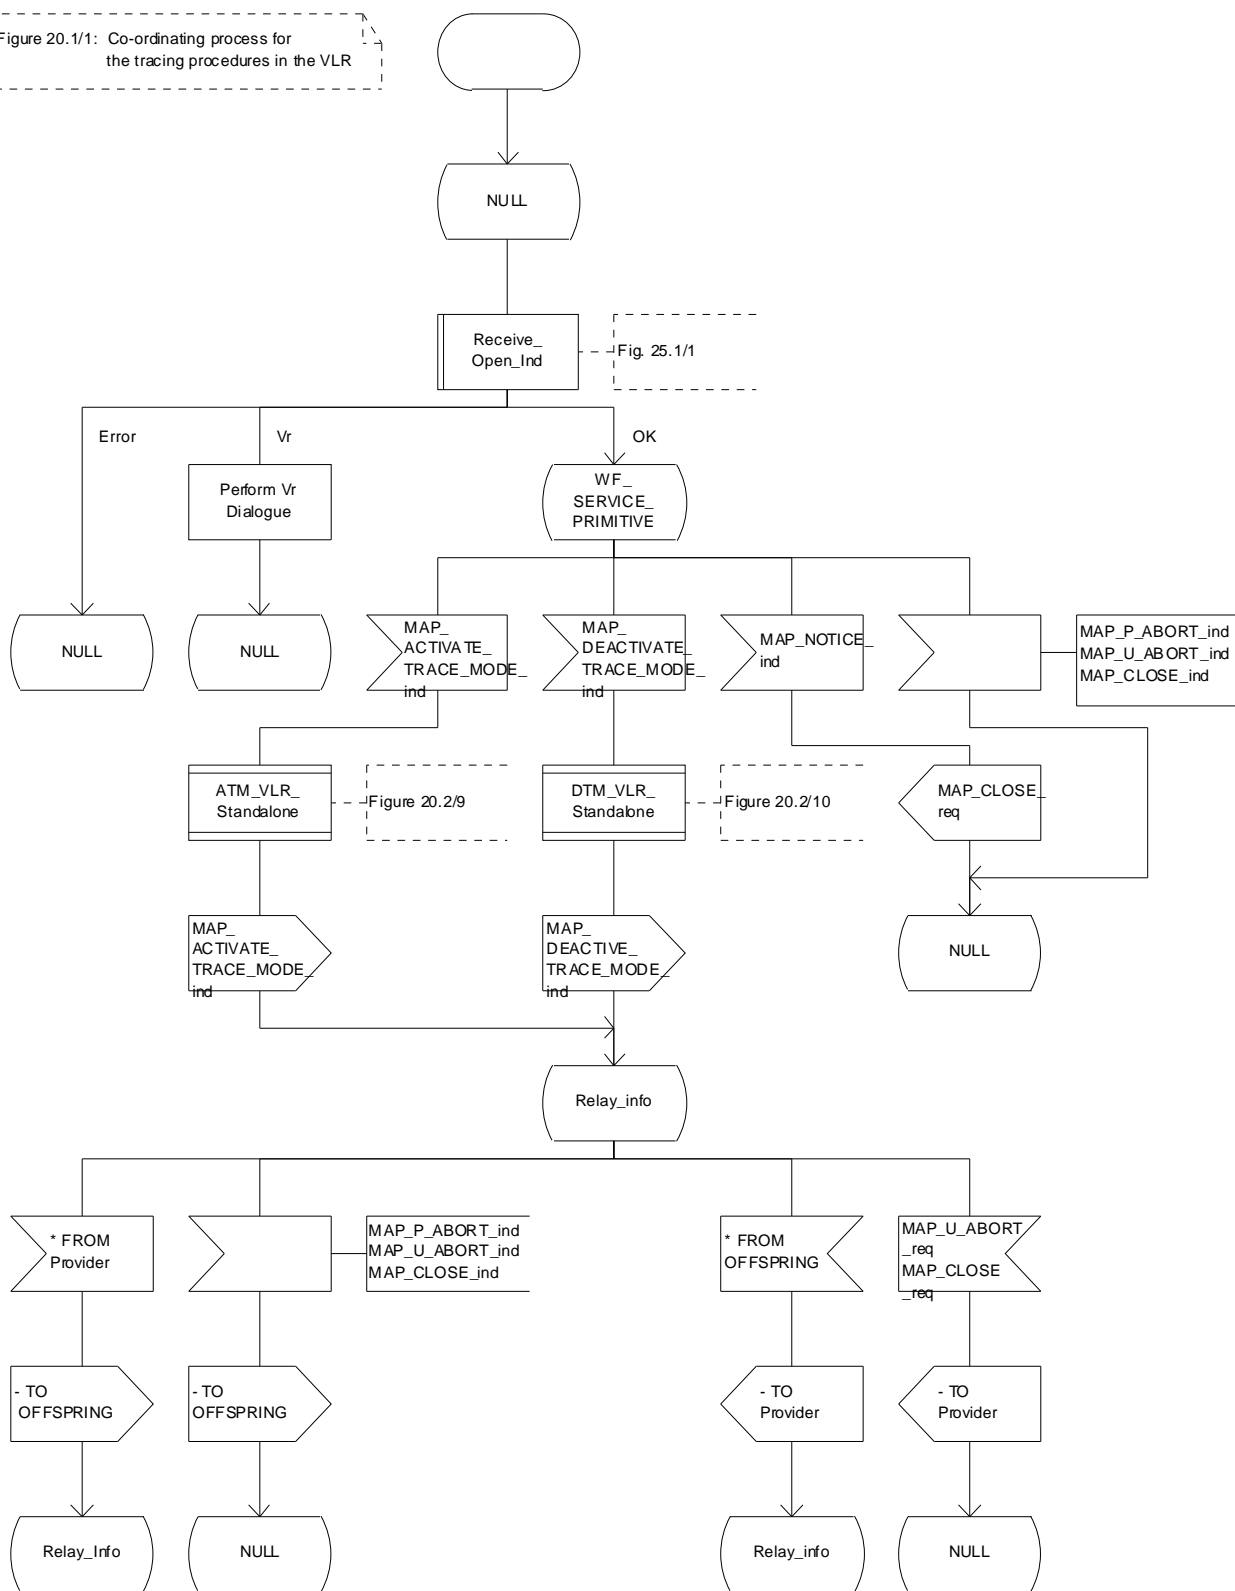 Figure 20.1/1: Co-ordinating process for
the tracing procedures in the VLR
NULL
Receive_
Open_Ind
Fig. 25.1/1
Error
Vr
OK
Perform Vr
Dialogue
WF_
SERVICE_
PRIMITIVE
NULL
NULL
MAP_
ACTIVATE_
TRACE_MODE_
ind
MAP_
DEACTIVATE_
TRACE_MODE_
ind
MAP_NOTICE_
ind
MAP_P_ABORT_ind
MAP_U_ABORT_ind
MAP_CLOSE_ind
ATM_VLR_
Standalone
Figure 20.2/9
DTM_VLR_
Standalone
Figure 20.2/10
MAP_CLOSE_
req
MAP_
ACTIVATE_
TRACE_MODE_
ind
MAP_
DEACTIVE_
TRACE_MODE_
ind
NULL
Relay_info
* FROM
Provider
MAP_P_ABORT_ind
MAP_U_ABORT_ind
MAP_CLOSE_ind
* FROM
OFFSPRING
MAP_U_ABORT
_req
MAP_CLOSE
_req
- TO
OFFSPRING
- TO
OFFSPRING
- TO
Provider
- TO
Provider
Relay_Info
NULL
Relay_info
NULL